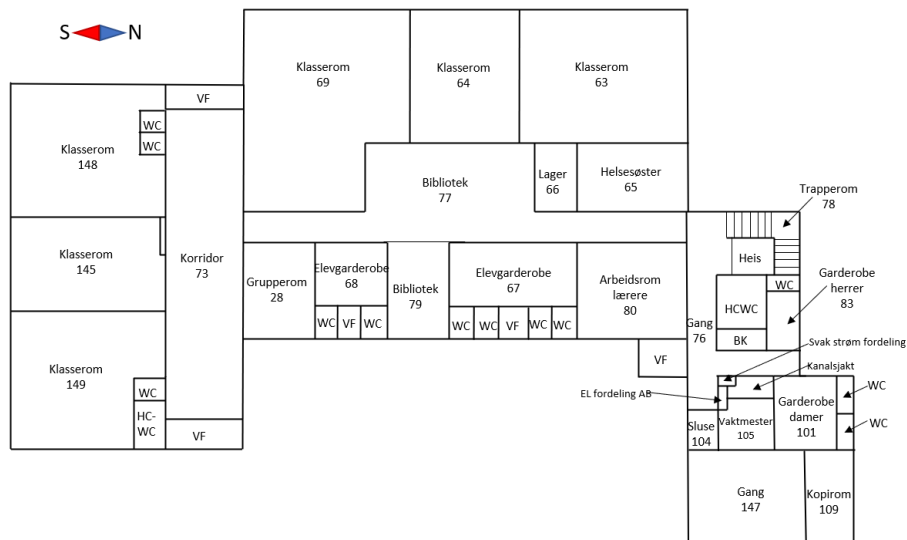 S N
VF
Klasserom
69
Klasserom
64
Klasserom
63
WC
WC
Klasserom
148
Bibliotek
77
Lager
66
Helsesøster
65
Trapperom
78
Klasserom
145
Korridor
73
Grupperom
28
Elevgarderobe
68
WC
VF
WC
Bibliotek
79
Elevgarderobe
67
WC
WC
VF
WC
WC
Arbeidsrom
lærere
80
VF
Heis
WC
Garderobe
herrer
83
HCWC
BK
Gang
76
Svak strøm fordeling
Kanalsjakt
EL fordeling AB
Klasserom
149
WC
HC-
WC
VF
Sluse
104
Vaktmester
105
Garderobe
damer
101
WC
WC
Gang
147
Kopirom
109